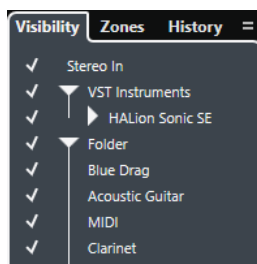 Visibility Zones History
Stereo In
VST Instruments
HALion Sonic SE
Folder
Blue Drag
Acoustic Guitar
MIDI
Clarinet